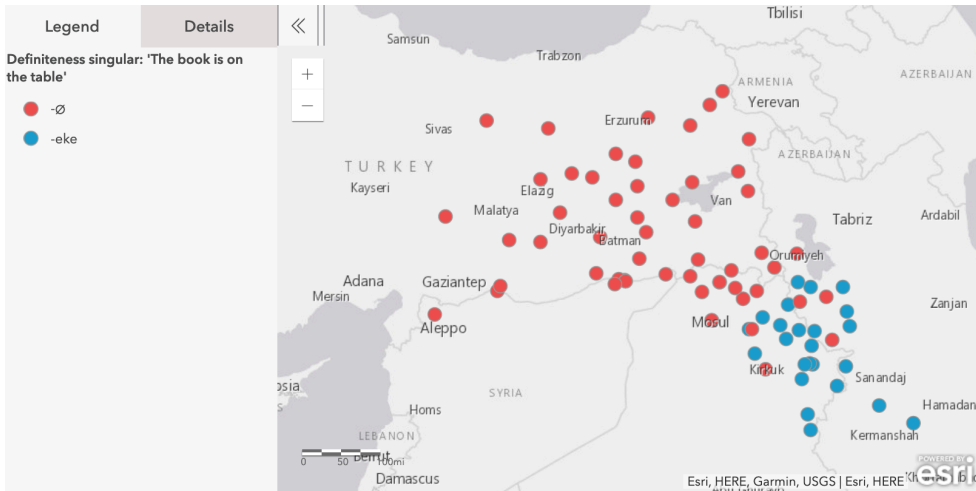 Legend
Details
Definiteness singular: 'The book is on
the table'
-Ø
-eke
+
−
Tbilisi
Samsun
Trabzon
ARMENIA
AZERBAIJAN
Yerevan
Sivas
Erzurum
AZERBAIJAN
TURKEY
Kayseri
Elazig
Van
Malatya
Tabriz
Ardabil
Diyarbakir
Batman
Orumiyeh
Adana
Gaziantep
Mersin
Zanjan
Aleppo
Mosul
Kirkuk
Sanandaj
SYRIA
Homs
Hamadan
LEBANON
Kermanshah
Beirut
0 50 100mi
Damascus
POWERED BY
esri
Esri, HERE, Garmin, USGS | Esri, HERE